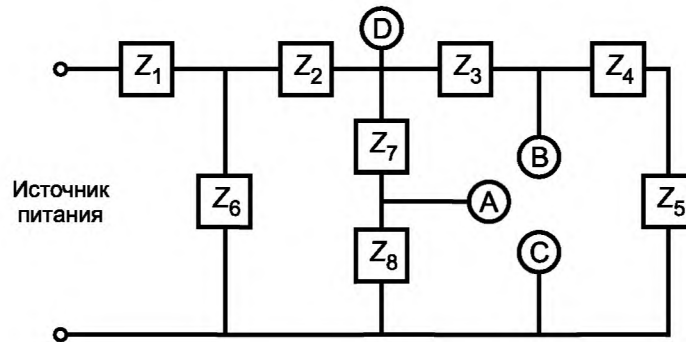 D
Z1 Z2 Z3 Z4
Z7 B
Источник
питания
Z6 A Z5
Z8 C